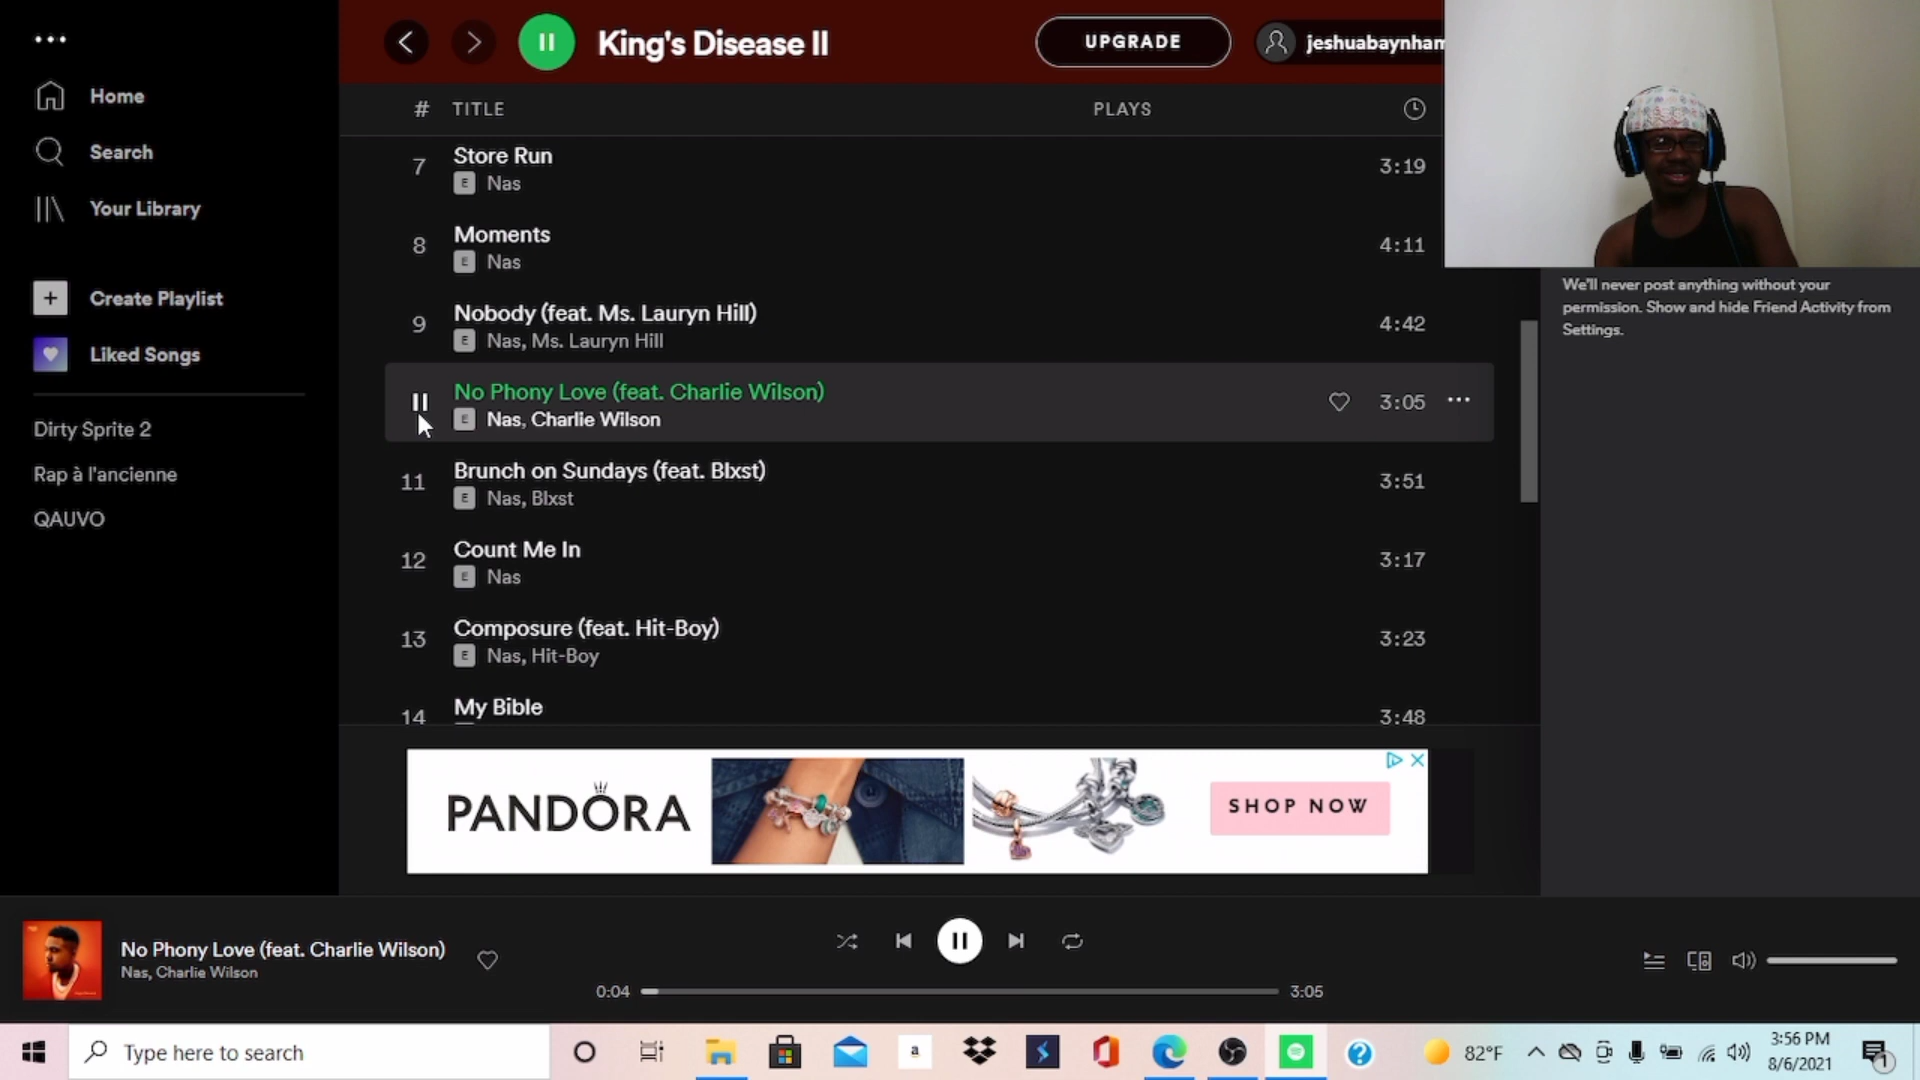 King's Disease II
UPGRADE
jeshuabaynham
Home
Search
Your Library
Create Playlist
Liked Songs
Dirty Sprite 2
Rap à l'ancienne
QAUVO
# TITLE PLAYS
7 Store Run 3:19
E Nas
8 Moments 4:11
E Nas
9 Nobody (feat. Ms. Lauryn Hill) 4:42
E Nas, Ms. Lauryn Hill
No Phony Love (feat. Charlie Wilson) 3:05
E Nas, Charlie Wilson
11 Brunch on Sundays (feat. Blxst) 3:51
E Nas, Blxst
12 Count Me In 3:17
E Nas
13 Composure (feat. Hit-Boy) 3:23
E Nas, Hit-Boy
14 My Bible 3:48
We'll never post anything without your
permission. Show and hide Friend Activity from
Settings.
PANDORA
SHOP NOW
No Phony Love (feat. Charlie Wilson)
Nas, Charlie Wilson
0:04 3:05
Type here to search
a
82°F
3:56 PM
8/6/2021
1